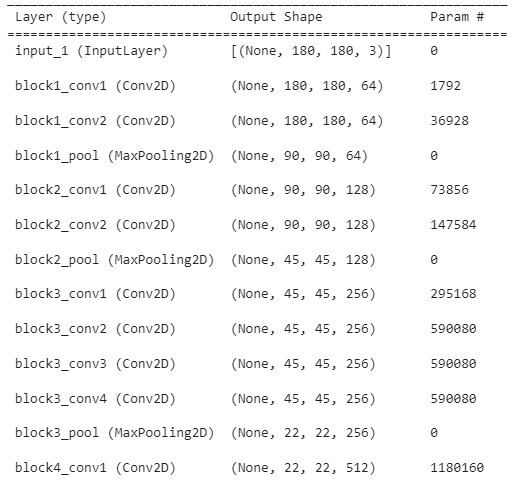 Layer (type) Output Shape Param #
input_1 (InputLayer) [(None, 180, 180, 3)] 0
block1_conv1 (Conv2D) (None, 180, 180, 64) 1792
block1_conv2 (Conv2D) (None, 180, 180, 64) 36928
block1_pool (MaxPooling2D) (None, 90, 90, 64) 0
block2_conv1 (Conv2D) (None, 90, 90, 128) 73856
block2_conv2 (Conv2D) (None, 90, 90, 128) 147584
block2_pool (MaxPooling2D) (None, 45, 45, 128) 0
block3_conv1 (Conv2D) (None, 45, 45, 256) 295168
block3_conv2 (Conv2D) (None, 45, 45, 256) 590080
block3_conv3 (Conv2D) (None, 45, 45, 256) 590080
block3_conv4 (Conv2D) (None, 45, 45, 256) 590080
block3_pool (MaxPooling2D) (None, 22, 22, 256) 0
block4_conv1 (Conv2D) (None, 22, 22, 512) 1180160